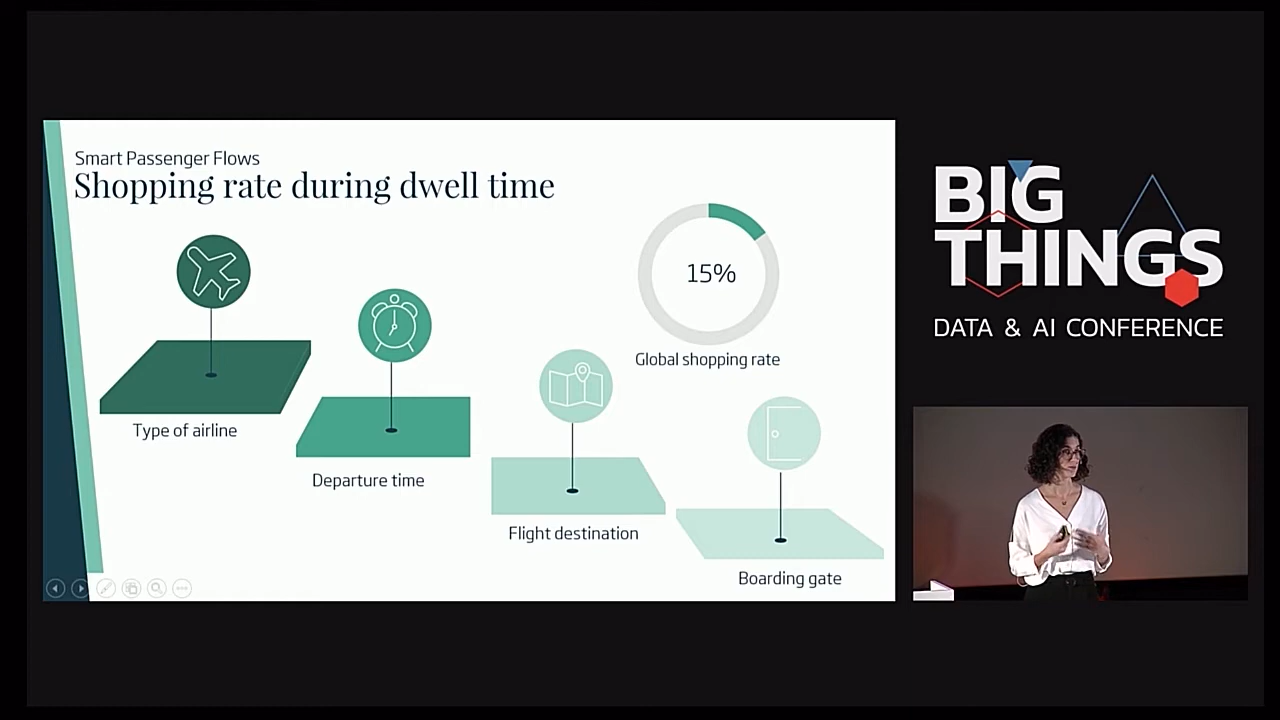 Smart Passenger Flows
Shopping rate during dwell time
15%
Global shopping rate
Type of airline
Departure time
Flight destination
Boarding gate
BIG
THINGS
DATA & AI CONFERENCE